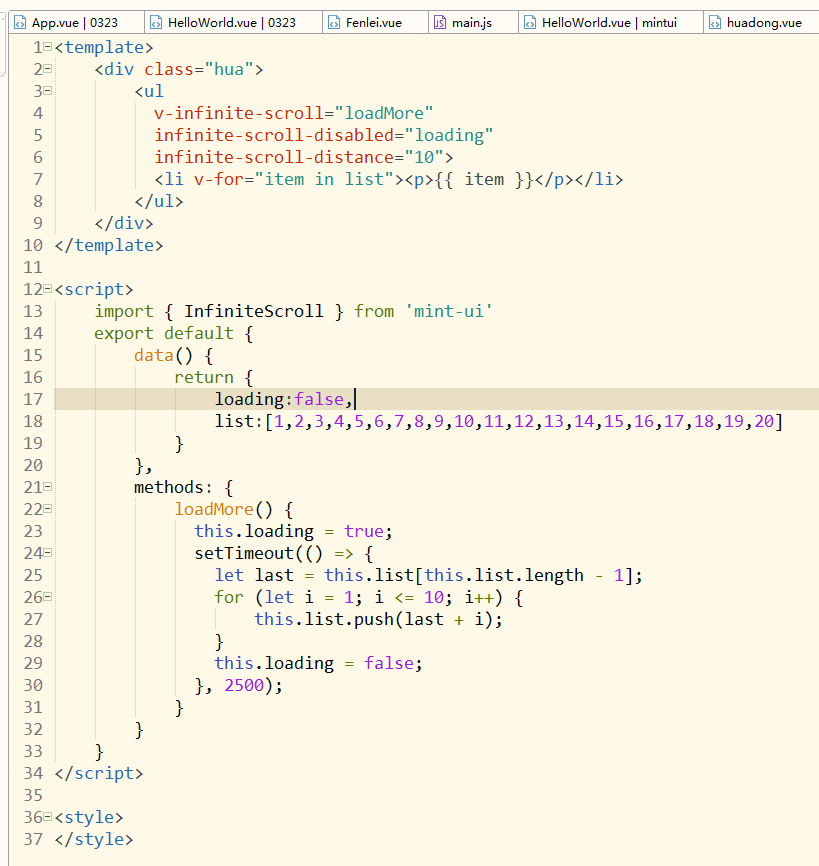 App.vue | 0323 HelloWorld.vue | 0323 Fenlei.vue main.js HelloWorld.vue | mintui huadong.vue
1 <template>
2     <div class="hua">
3         <ul
4           v-infinite-scroll="loadMore"
5           infinite-scroll-disabled="loading"
6           infinite-scroll-distance="10">
7           <li v-for="item in list"><p>{{ item }}</p></li>
8         </ul>
9     </div>
10 </template>
11
12 <script>
13     import { InfiniteScroll } from 'mint-ui'
14     export default {
15         data() {
16             return {
17                 loading:false,
18                 list:[1,2,3,4,5,6,7,8,9,10,11,12,13,14,15,16,17,18,19,20]
19             }
20         },
21         methods: {
22             loadMore() {
23               this.loading = true;
24               setTimeout(() => {
25                 let last = this.list[this.list.length - 1];
26                 for (let i = 1; i <= 10; i++) {
27                     this.list.push(last + i);
28                 }
29                 this.loading = false;
30               }, 2500);
31             }
32         }
33     }
34 </script>
35
36 <style>
37 </style>